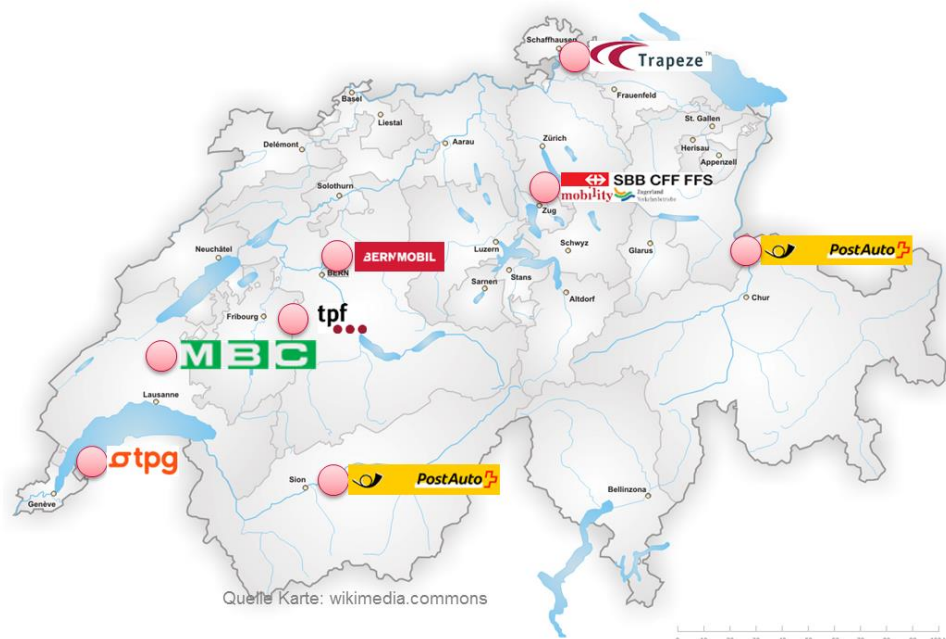 Schaffhausen
Trapeze™
Basel
Frauenfeld
Liestal
St. Gallen
Delémont
Aarau
Zürich
Herisau
Appenzell
Solothurn
SBB CFF FFS
mobility
Zugerland
Verkehrsbetriebe
Zug
Neuchâtel
BERNMOBIL
Luzern
Schwyz
Glarus
PostAuto
BERN
Stans
Sarnen
Altdorf
Chur
Fribourg
tpf
MBC
Lausanne
tpg
Sion
PostAuto
Bellinzona
Genève
Quelle Karte: wikimedia.commons